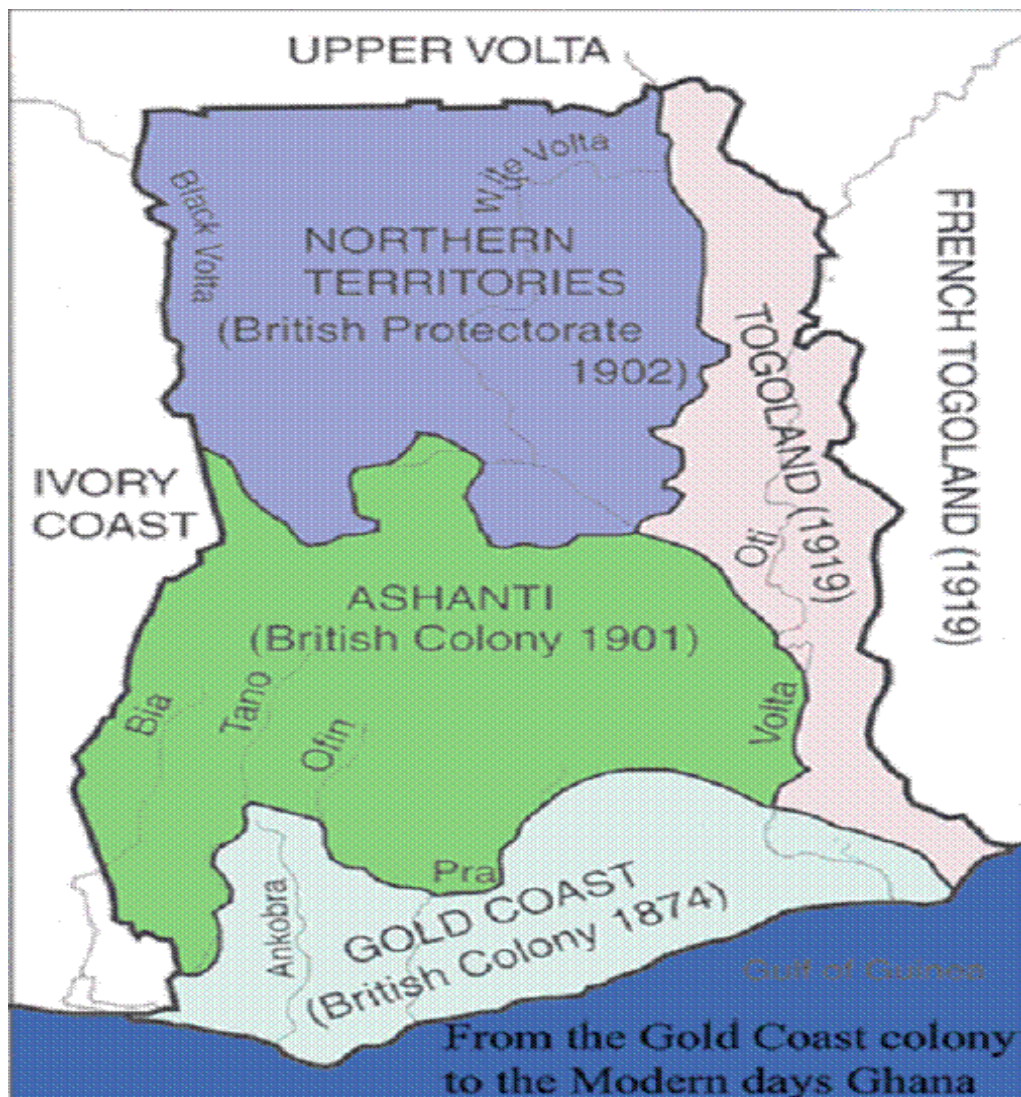 UPPER VOLTA
Black Volta
White Volta
NORTHERN
TERRITORIES
(British Protectorate
1902)
TOGOLAND (1919)
FRENCH TOGOLAND (1919)
IVORY
COAST
Oti
ASHANTI
(British Colony 1901)
Bia
Tano
Ofin
Volta
Pra
Ankobra
GOLD COAST
(British Colony 1874)
Gulf of Guinea
From the Gold Coast colony
to the Modern days Ghana